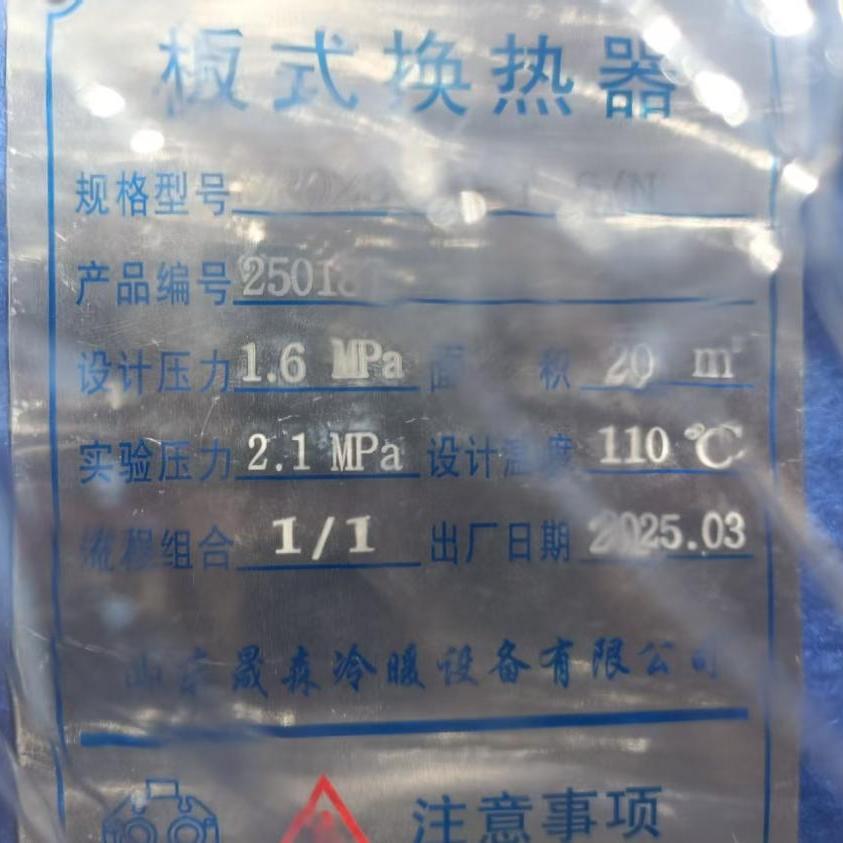 板式换热器
规格型号
产品编号 25018
设计压力 1.6 MPa 面积 20 m²
实验压力 2.1 MPa 设计温度 110 ℃
流程组合 1/1 出厂日期 2025.03
山东晟森冷暖设备有限公司
注意事项